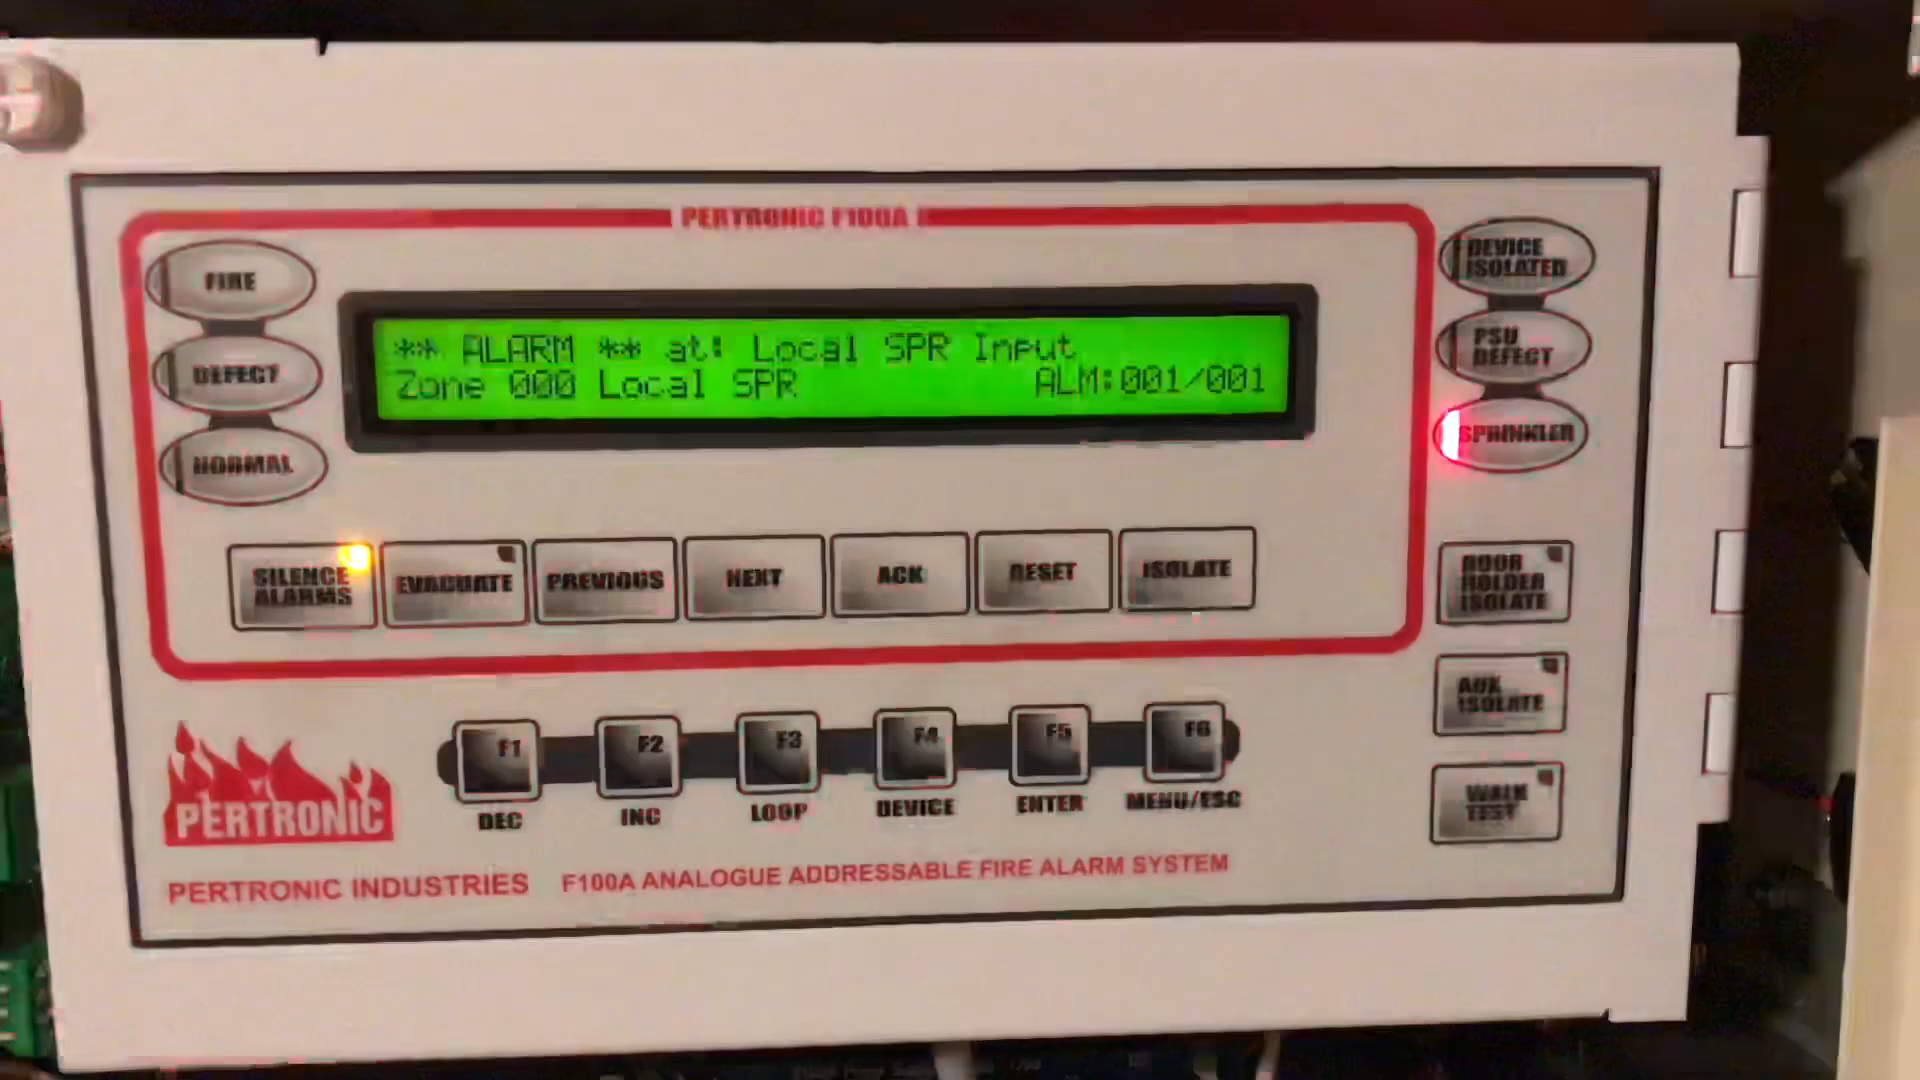 PERTRONIC F100A
FIRE
DEFECT
NORMAL
** ALARM ** at: Local SPR Input
Zone 000 Local SPR ALM:001/001
DEVICE
ISOLATED
PSU
DEFECT
SPRINKLER
SILENCE
ALARMS
EVACUATE
PREVIOUS
NEXT
ACK
RESET
ISOLATE
DOOR
HOLDER
ISOLATE
AUX
ISOLATE
WALK
TEST
F1
F2
F3
F4
F5
F6
DEC
INC
LOOP
DEVICE
ENTER
MENU/ESC
PERTRONIC
PERTRONIC INDUSTRIES F100A ANALOGUE ADDRESSABLE FIRE ALARM SYSTEM